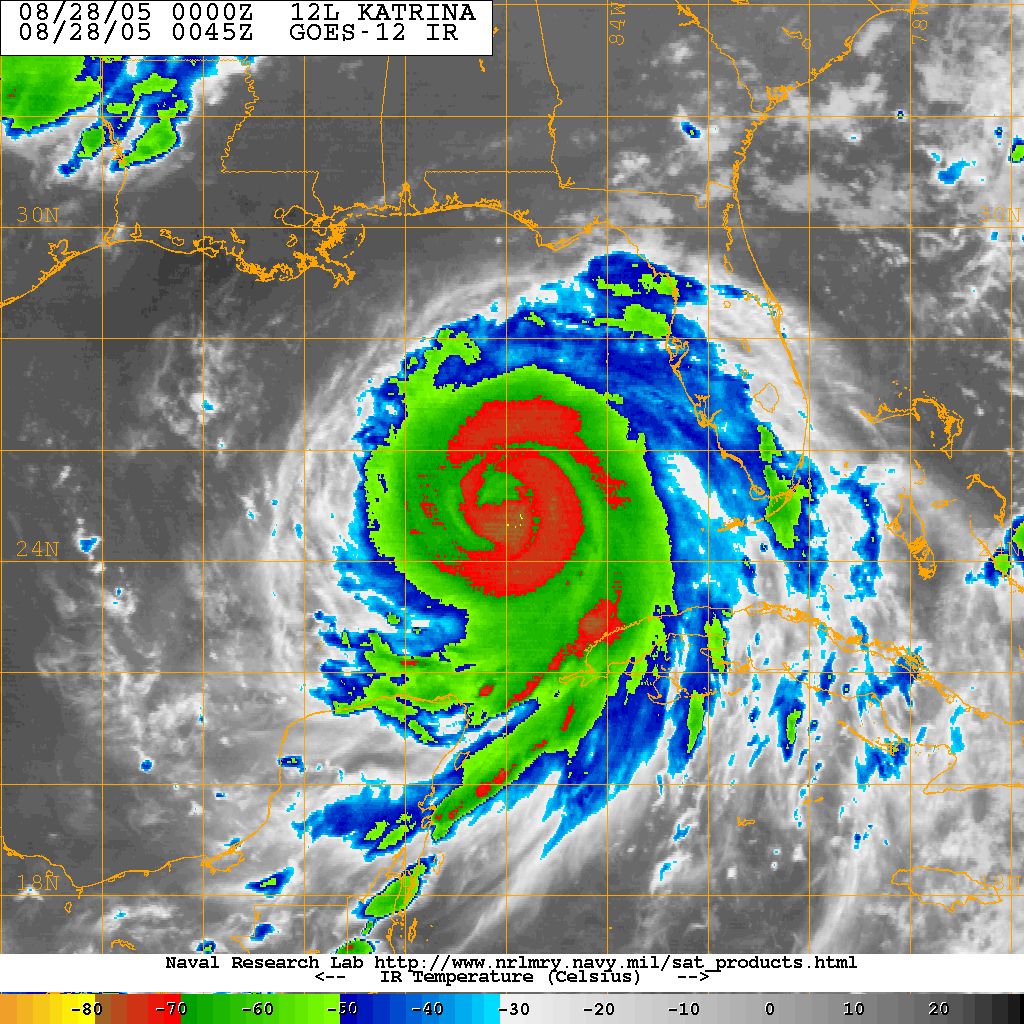 08/28/05 0000Z 12L KATRINA
08/28/05 0045Z GOES-12 IR
84W
78W
30N
30N
24N
24N
18N
18N
Naval Research Lab http://www.nrlmry.navy.mil/sat_products.html
<-- IR Temperature (Celsius) -->
-80 -70 -60 -50 -40 -30 -20 -10 0 10 20